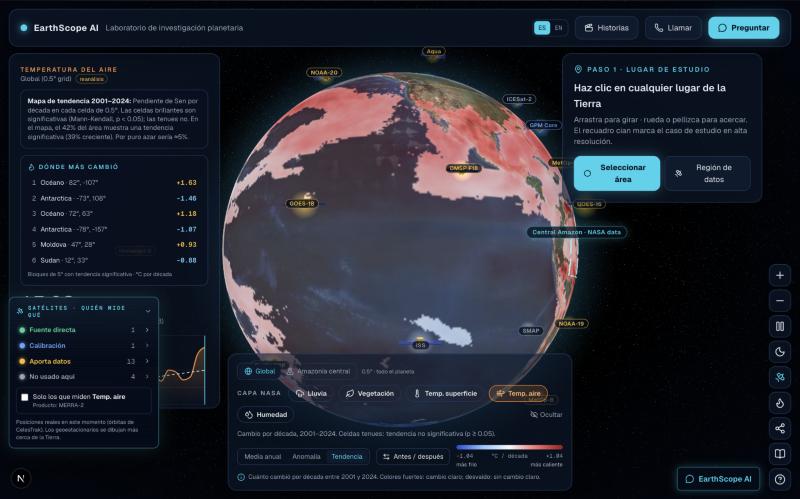 EarthScope AI
Laboratorio de investigación planetaria
ES
EN
Historias
Llamar
Preguntar
TEMPERATURA DEL AIRE
Global (0.5° grid)
reanálisis
Mapa de tendencia 2001–2024: Pendiente de Sen por
década en cada celda de 0.5°. Las celdas brillantes son
significativas (Mann-Kendall, p < 0.05); las tenues no. En
el mapa, el 42% del área muestra una tendencia
significativa (39% creciente). Por puro azar sería ≈5%.
DÓNDE MÁS CAMBIÓ
1 Océano · 82°, -107° +1.63
2 Antarctica · -73°, 108° -1.46
3 Océano · 72°, 63° +1.18
4 Antarctica · -78°, -157° -1.07
5 Moldova · 47°, 28° +0.93
6 Sudan · 12°, 33° -0.88
Bloques de 5° con tendencia significativa · °C por década
SATÉLITES · QUIÉN MIDE
QUÉ
Fuente directa 1
Calibración 1
Aporta datos 13
No usado aquí 4
Solo los que miden Temp. aire
Producto: MERRA-2
Posiciones reales en este momento (órbitas de
CelesTrak). Los geoestacionarios se dibujan más
cerca de la Tierra.
N
Aqua
NOAA-20
ICESat-2
GPM Core
DMSP F18
MetOp
GOES-18
GOES-16
Central Amazon · NASA data
NOAA-19
SMAP
ISS
PASO 1 · LUGAR DE ESTUDIO
Haz clic en cualquier lugar de la
Tierra
Arrastra para girar · rueda o pellizca para acercar.
El recuadro cian marca el caso de estudio en alta
resolución.
Seleccionar
área
Región de
datos
Global
Amazonia central
0.5° · todo el planeta
CAPA NASA
Lluvia
Vegetación
Temp. superficie
Temp. aire
Humedad
Ocultar
Cambio por década, 2001–2024. Celdas tenues: tendencia no significativa (p ≥ 0.05).
Media anual
Anomalía
Tendencia
Antes / después
-1.04 °C / década +1.04
más frío más caliente
Cuánto cambió por década entre 2001 y 2024. Colores fuertes: cambio claro; desvaído: sin cambio claro.
EarthScope AI